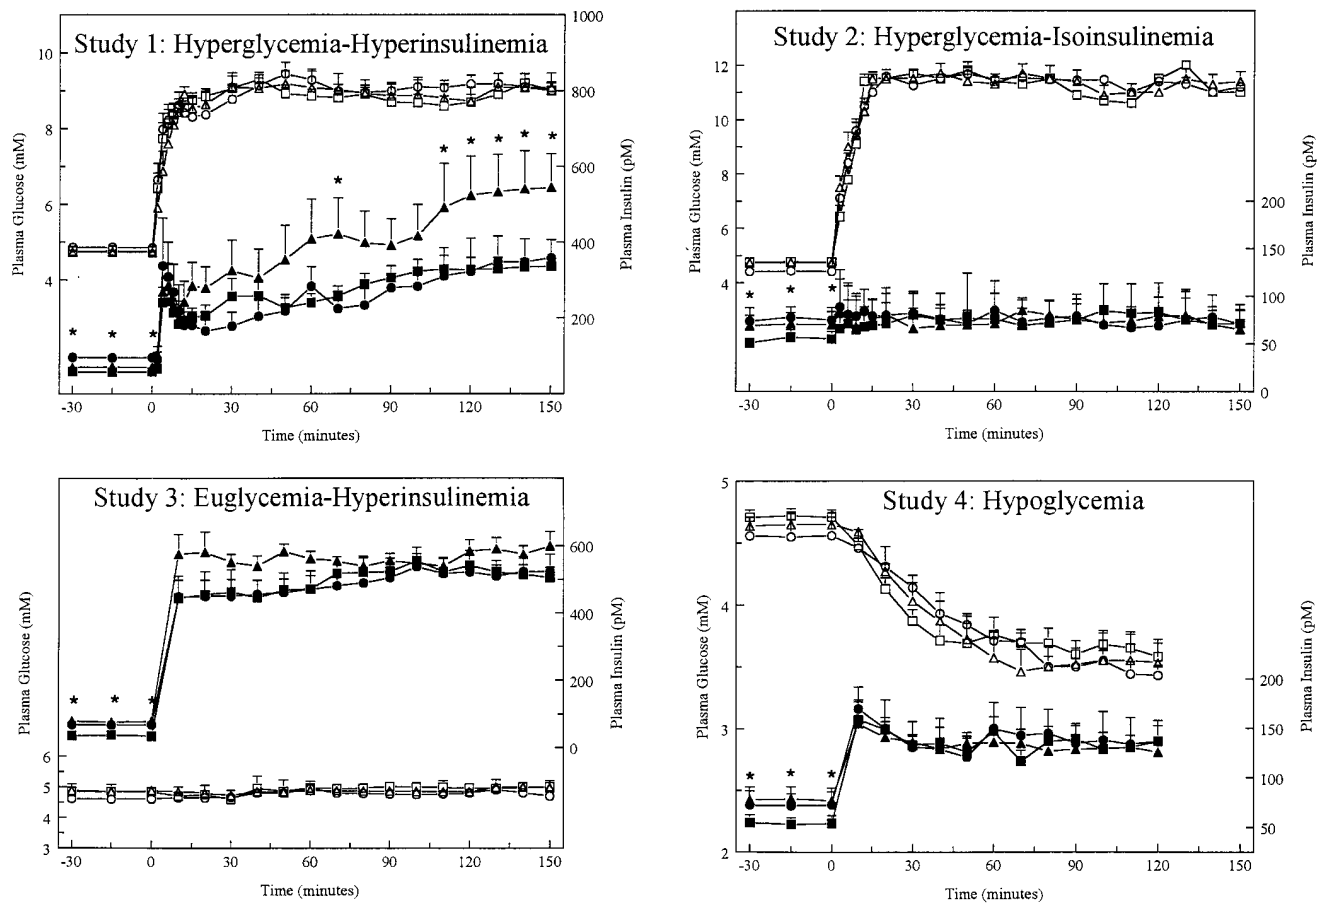 Study 1: Hyperglycemia-Hyperinsulinemia
Plasma Glucose (mM)
10
8
6
4
Plasma Insulin (pM)
1000
800
600
400
200
* * * * * * * * *
-30 0 30 60 90 120 150
Time (minutes)
Study 2: Hyperglycemia-Isoinsulinemia
Plasma Glucose (mM)
12
10
8
6
4
Plasma Insulin (pM)
200
150
100
50
0
* * *
-30 0 30 60 90 120 150
Time (minutes)
Study 3: Euglycemia-Hyperinsulinemia
Plasma Glucose (mM)
6
5
4
3
Plasma Insulin (pM)
600
400
200
0
* * *
-30 0 30 60 90 120 150
Time (minutes)
Study 4: Hypoglycemia
Plasma Glucose (mM)
5
4
3
2
Plasma Insulin (pM)
200
150
100
50
* * *
-30 0 30 60 90 120 150
Time (minutes)